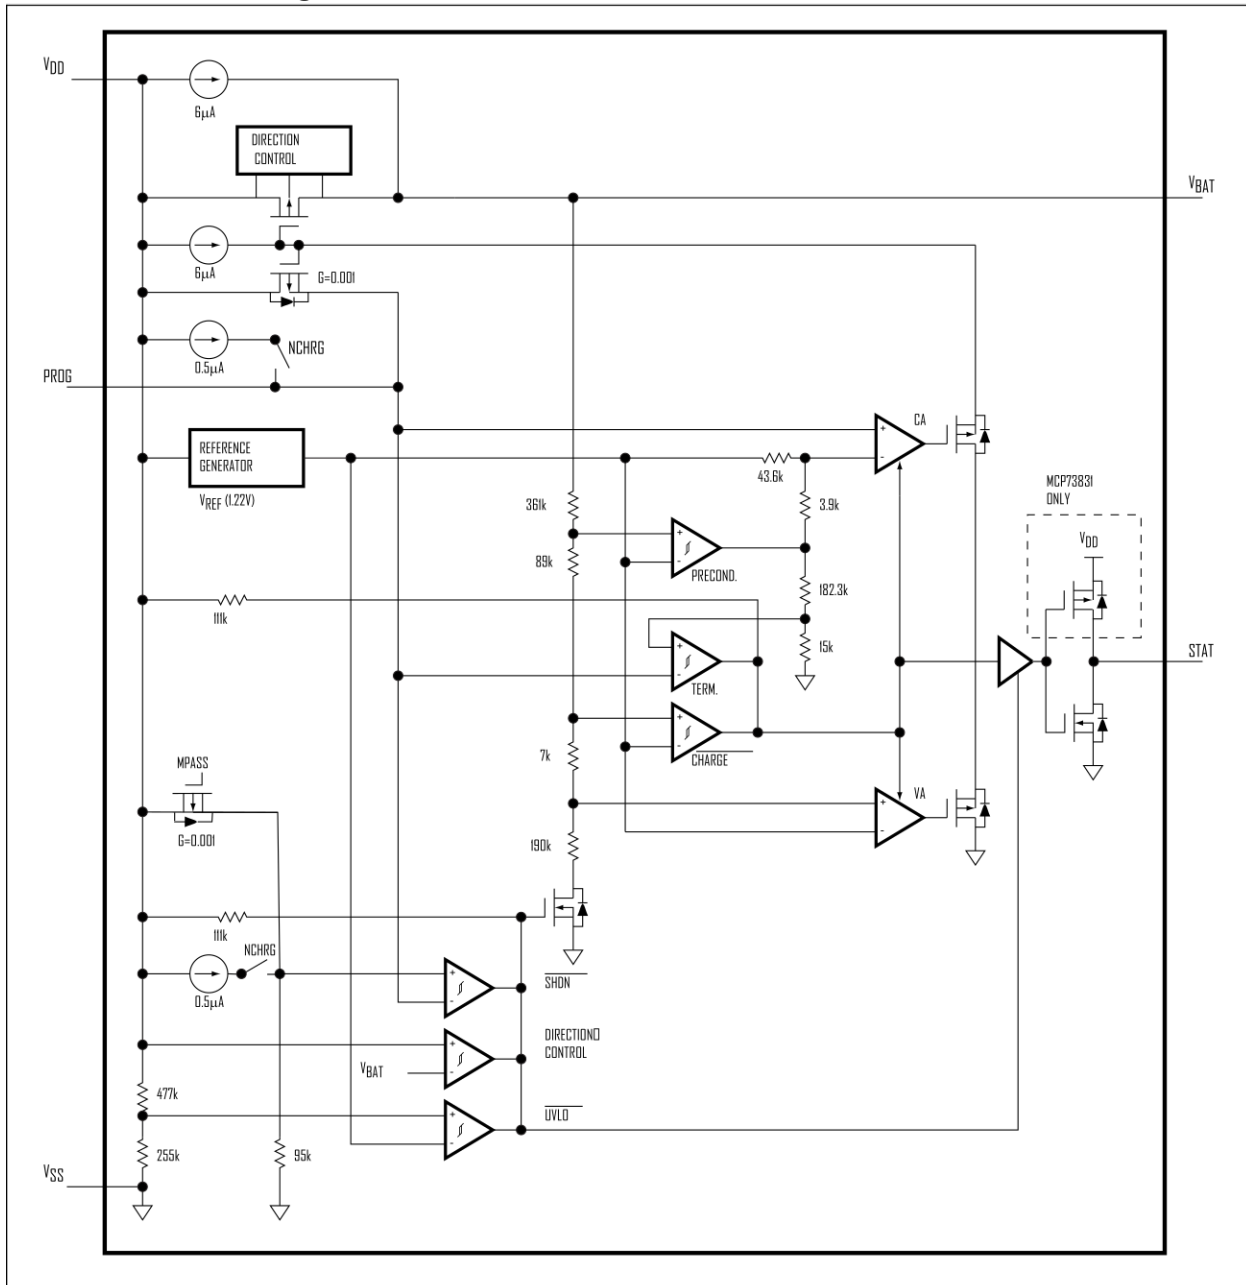 VDD
6µA
DIRECTION
CONTROL
VBAT
6µA
G=0.001
0.5µA
NCHRG
PROG
REFERENCE
GENERATOR
VREF (1.22V)
CA
+
-
43.6k
MCP73831
ONLY
VDD
361k
3.9k
89k
+
-
PRECOND.
182.3k
111k
15k
+
-
TERM.
STAT
+
-
CHARGE
7k
MPASS
G=0.001
VA
+
-
190k
111k
NCHRG
0.5µA
+
-
SHDN
+
-
VBAT
DIRECTION▯
CONTROL
477k
+
-
UVLO
255k
95k
VSS